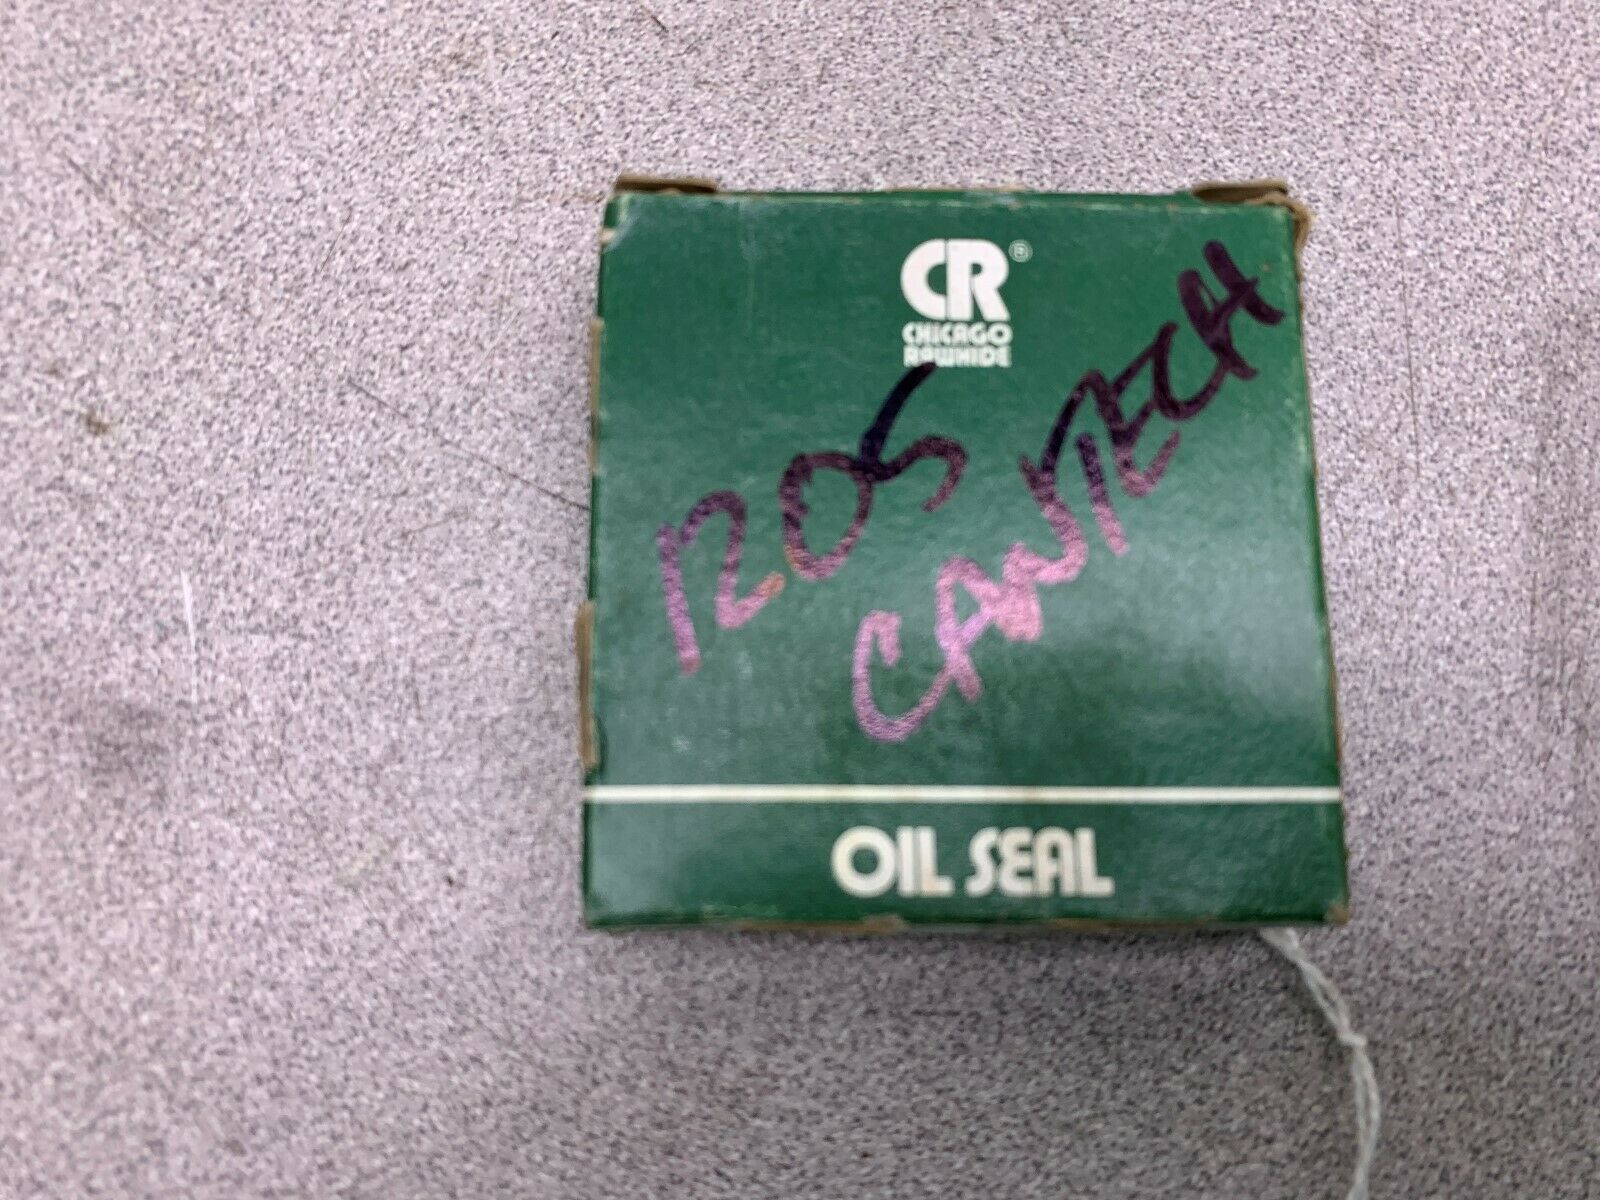 CR®
CHICAGO
RAWHIDE
1205
CANTECH
OIL SEAL